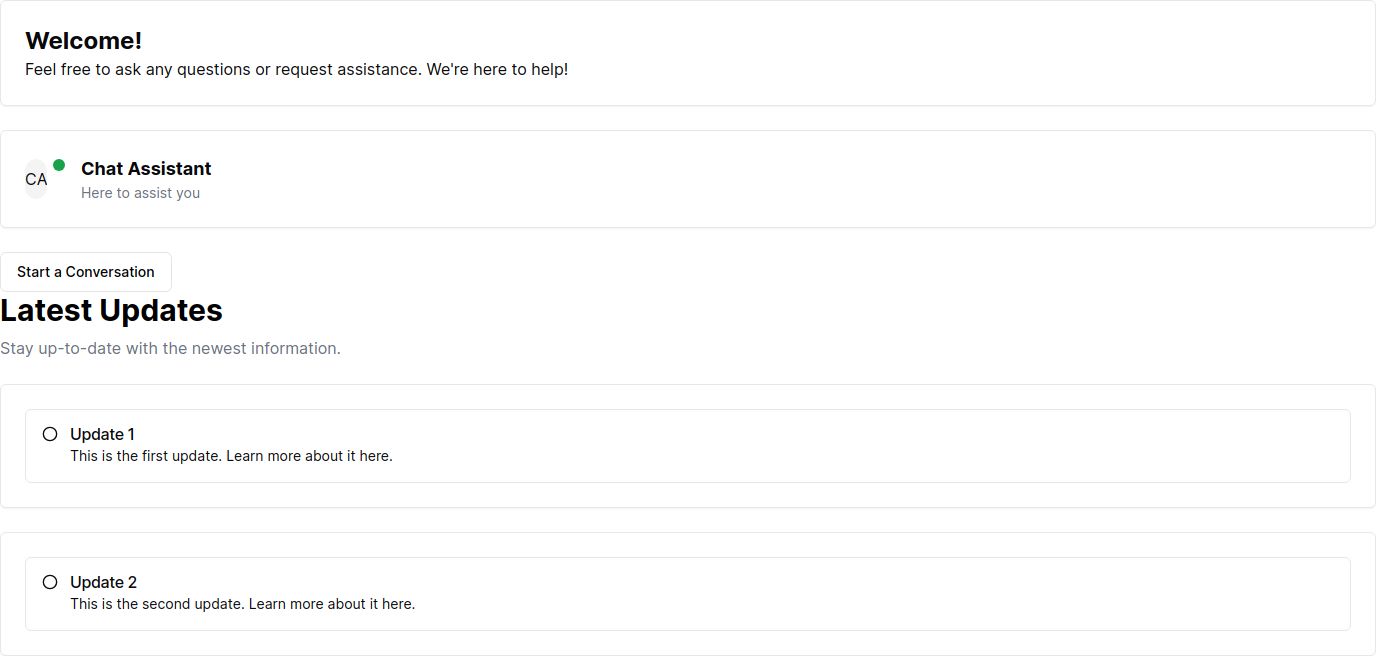 Welcome!
Feel free to ask any questions or request assistance. We're here to help!
CA
Chat Assistant
Here to assist you
Start a Conversation
Latest Updates
Stay up-to-date with the newest information.
Update 1
This is the first update. Learn more about it here.
Update 2
This is the second update. Learn more about it here.